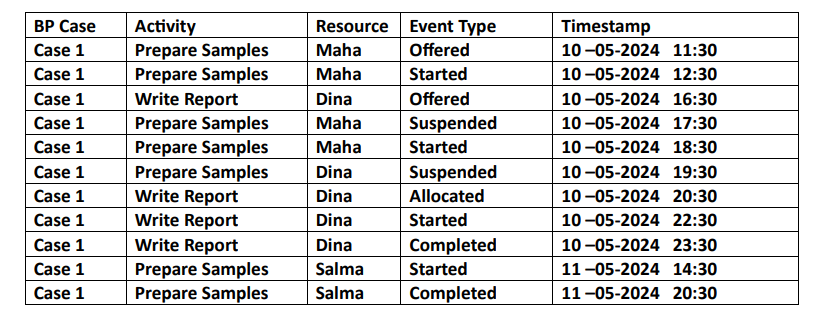 BP Case Activity Resource Event Type Timestamp
Case 1 Prepare Samples Maha Offered 10 –05-2024 11:30
Case 1 Prepare Samples Maha Started 10 –05-2024 12:30
Case 1 Write Report Dina Offered 10 –05-2024 16:30
Case 1 Prepare Samples Maha Suspended 10 –05-2024 17:30
Case 1 Prepare Samples Maha Started 10 –05-2024 18:30
Case 1 Prepare Samples Dina Suspended 10 –05-2024 19:30
Case 1 Write Report Dina Allocated 10 –05-2024 20:30
Case 1 Write Report Dina Started 10 –05-2024 22:30
Case 1 Write Report Dina Completed 10 –05-2024 23:30
Case 1 Prepare Samples Salma Started 11 –05-2024 14:30
Case 1 Prepare Samples Salma Completed 11 –05-2024 20:30